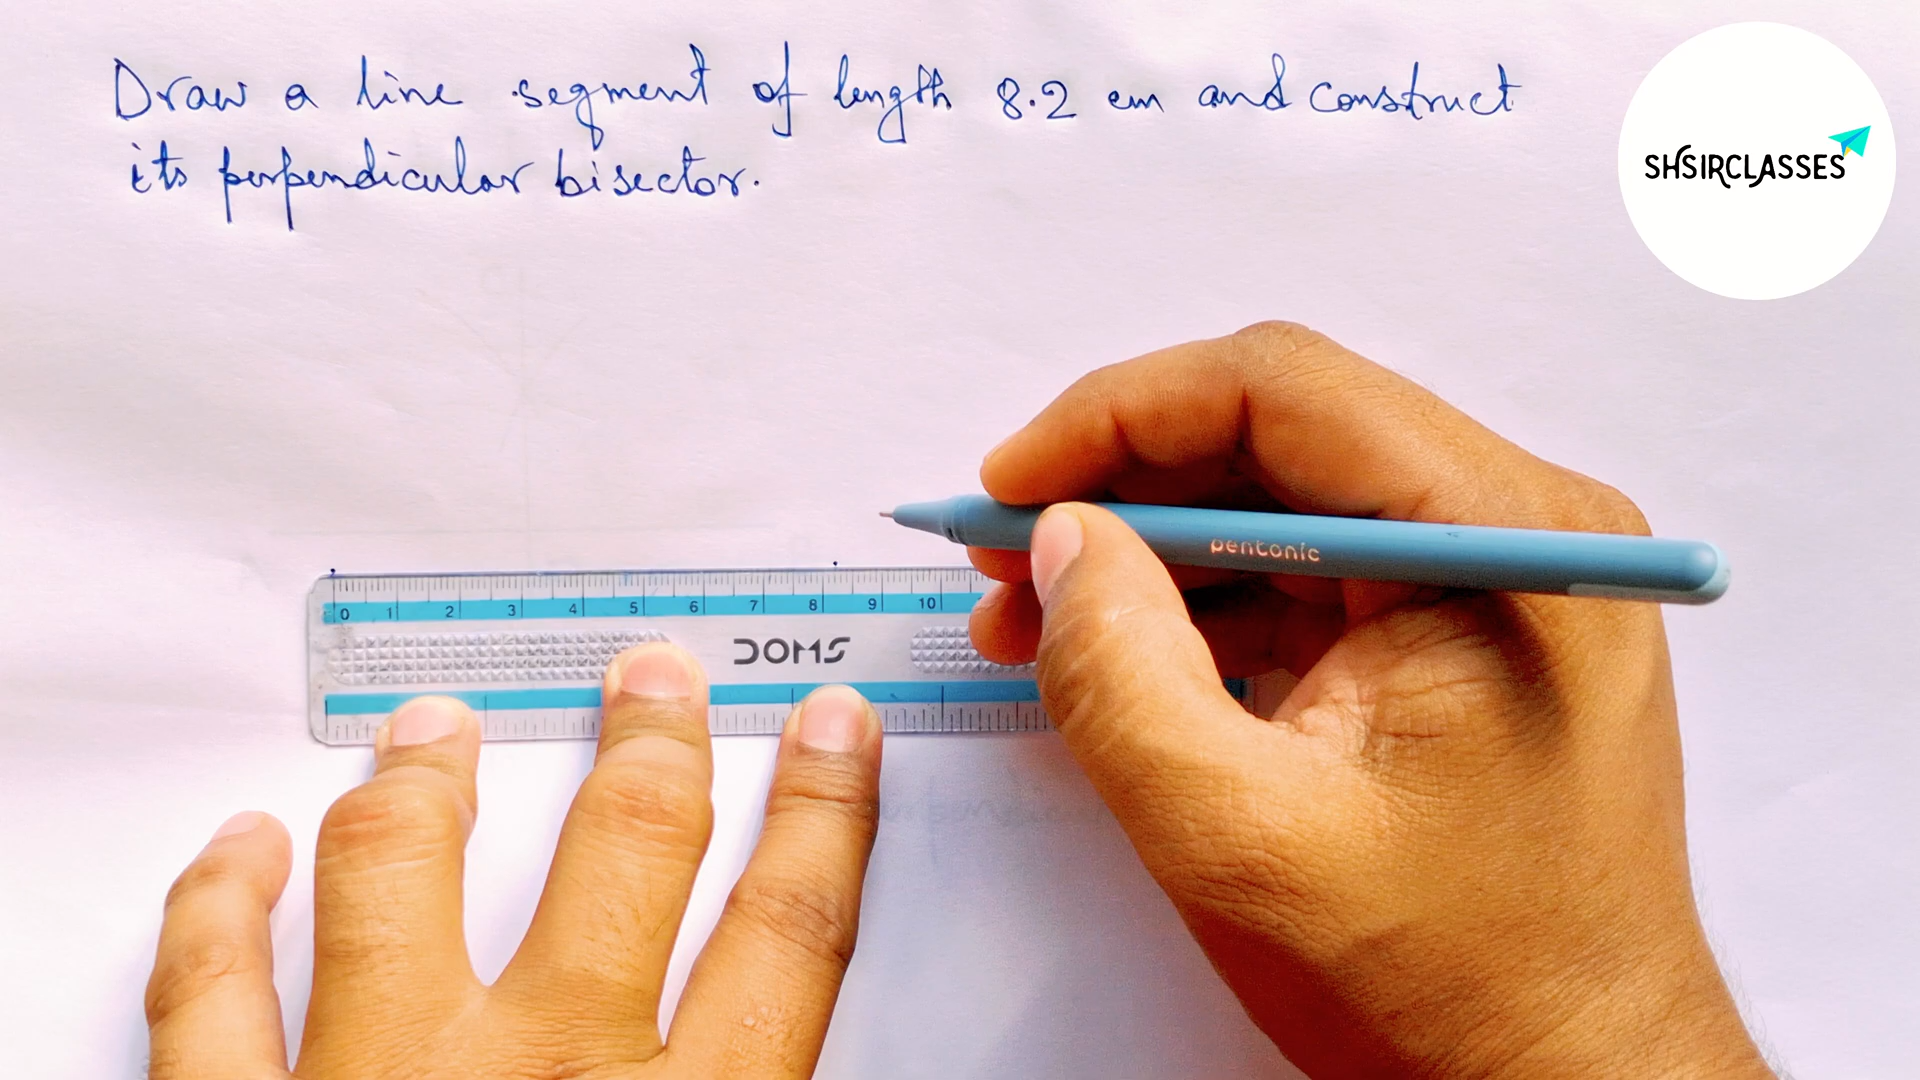 Draw a line segment of length 8.2 cm and construct
its perpendicular bisector.
SHSIRCLASSES
pentonic
0 1 2 3 4 5 6 7 8 9 10
DOMS